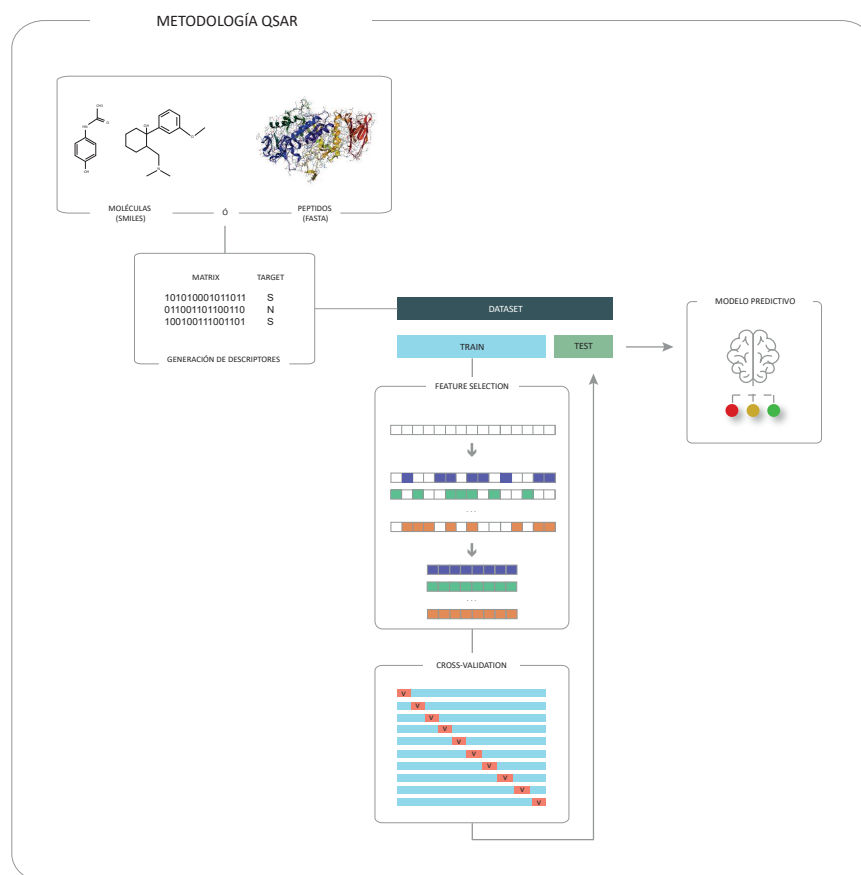 METODOLOGÍA QSAR
MOLÉCULAS
(SMILES)
Ó
PEPTIDOS
(FASTA)
MATRIX TARGET
101010001011011 S
011001101100110 N
100100111001101 S
GENERACIÓN DE DESCRIPTORES
DATASET
TRAIN
TEST
MODELO PREDICTIVO
FEATURE SELECTION
...
...
CROSS-VALIDATION
V
V
V
V
V
V
V
V
V
V